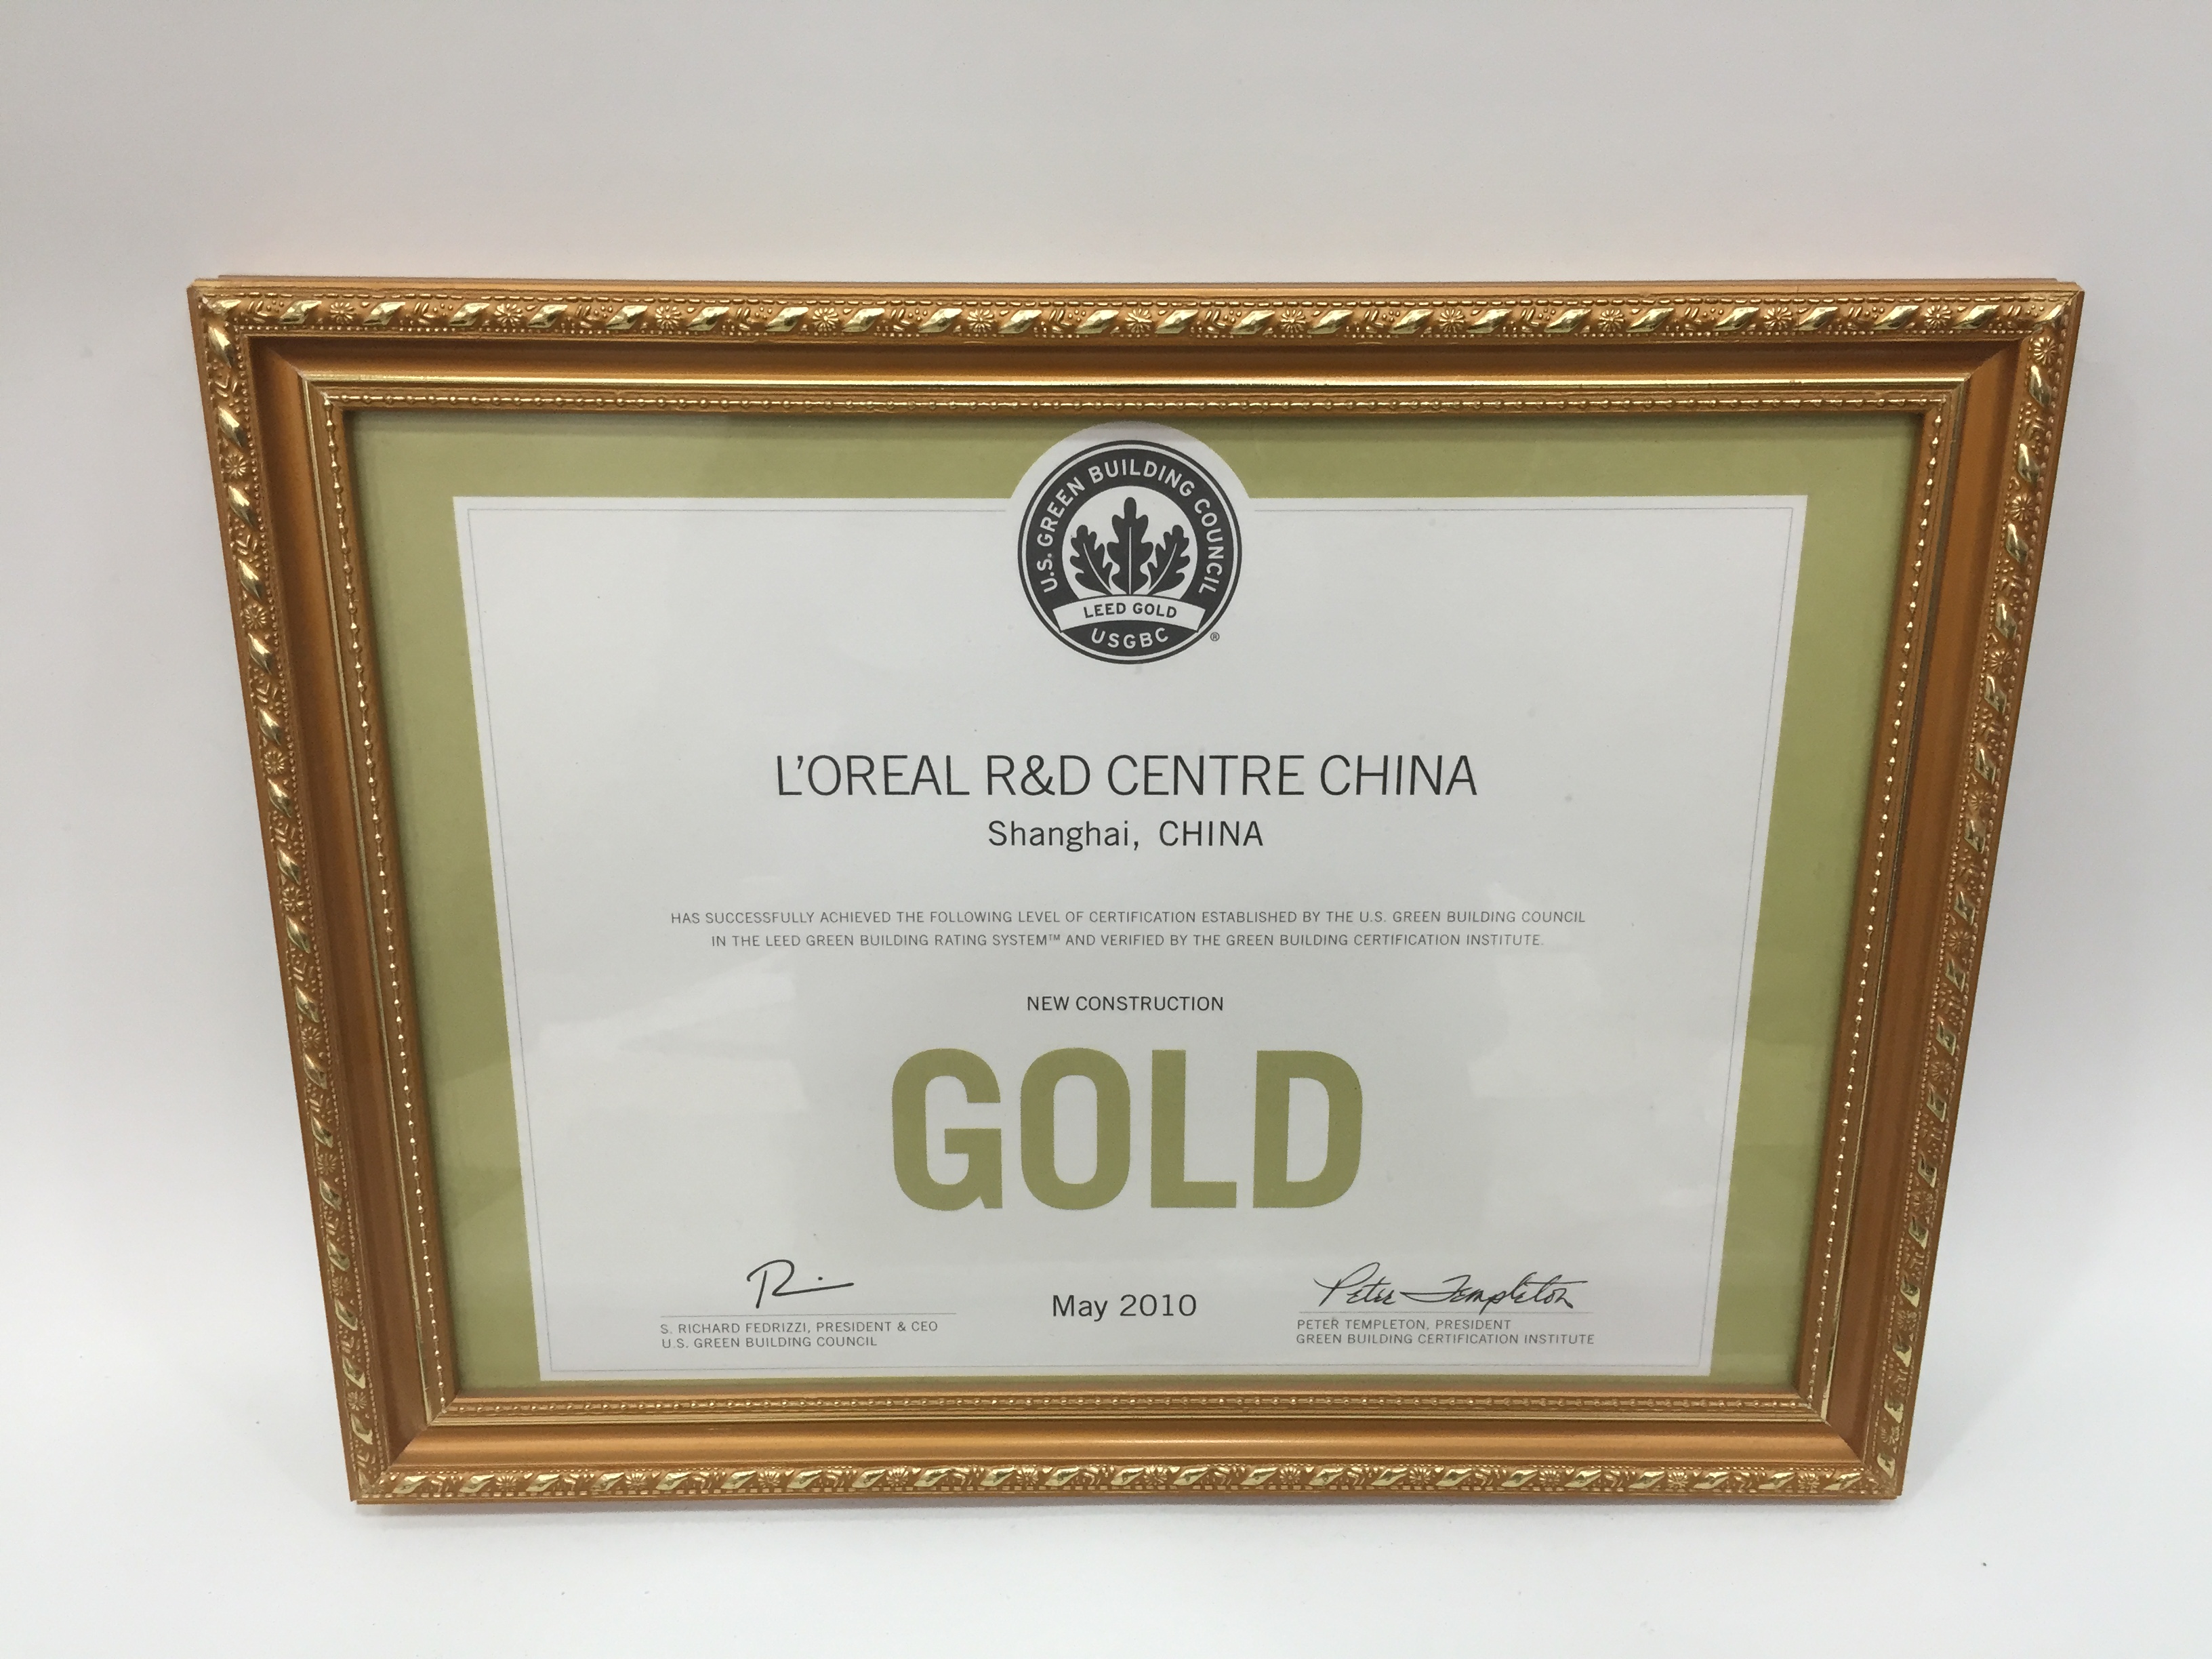 U.S. GREEN BUILDING COUNCIL
LEED GOLD
USGBC ®
L'OREAL R&D CENTRE CHINA
Shanghai, CHINA
HAS SUCCESSFULLY ACHIEVED THE FOLLOWING LEVEL OF CERTIFICATION ESTABLISHED BY THE U.S. GREEN BUILDING COUNCIL
IN THE LEED GREEN BUILDING RATING SYSTEM™ AND VERIFIED BY THE GREEN BUILDING CERTIFICATION INSTITUTE.
NEW CONSTRUCTION
GOLD
Peter Templeton
May 2010
S. RICHARD FEDRIZZI, PRESIDENT & CEO
U.S. GREEN BUILDING COUNCIL
PETER TEMPLETON, PRESIDENT
GREEN BUILDING CERTIFICATION INSTITUTE